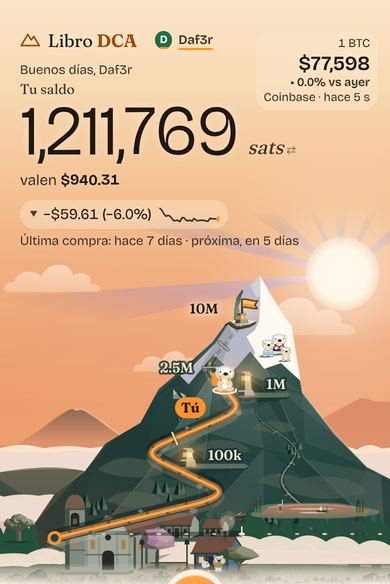 Libro DCA
D Daf3r
1 BTC
$77,598
• 0.0% vs ayer
Coinbase · hace 5 s
Buenos días, Daf3r
Tu saldo
1,211,769 sats⇄
valen $940.31
▼ −$59.61 (−6.0%)
Última compra: hace 7 días · próxima, en 5 días
10M
2.5M
1M
Tú
100k